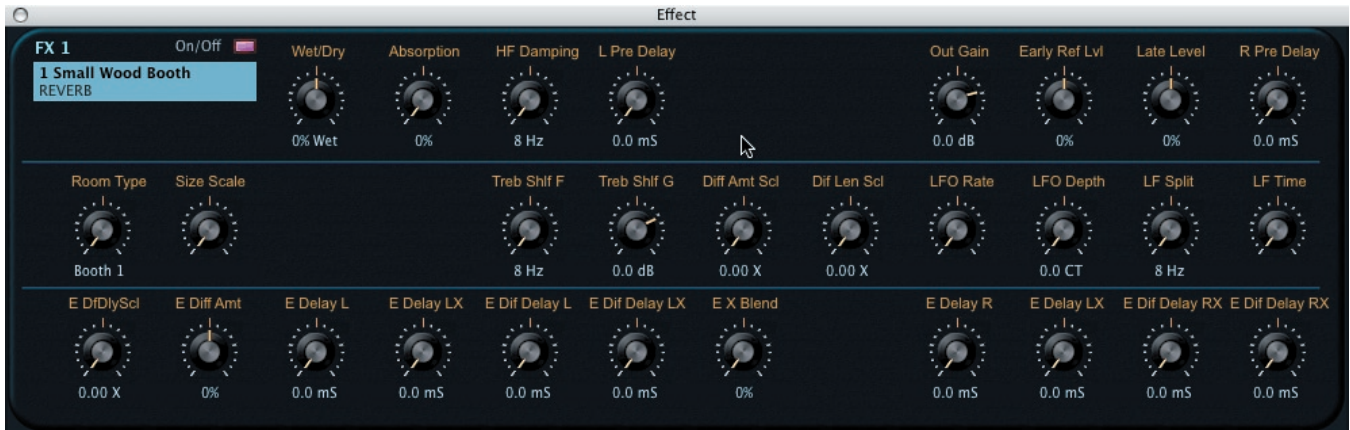 Effect
FX 1 On/Off
1 Small Wood Booth
REVERB
Wet/Dry Absorption HF Damping L Pre Delay Out Gain Early Ref Lvl Late Level R Pre Delay
0% Wet 0% 8 Hz 0.0 mS 0.0 dB 0% 0% 0.0 mS
Room Type Size Scale Treb Shlf F Treb Shlf G Diff Amt Scl Dif Len Scl LFO Rate LFO Depth LF Split LF Time
Booth 1 8 Hz 0.0 dB 0.00 X 0.00 X 0.0 CT 8 Hz
E DfDlyScl E Diff Amt E Delay L E Delay LX E Dif Delay L E Dif Delay LX E X Blend E Delay R E Delay LX E Dif Delay RX E Dif Delay RX
0.00 X 0% 0.0 mS 0.0 mS 0.0 mS 0.0 mS 0% 0.0 mS 0.0 mS 0.0 mS 0.0 mS